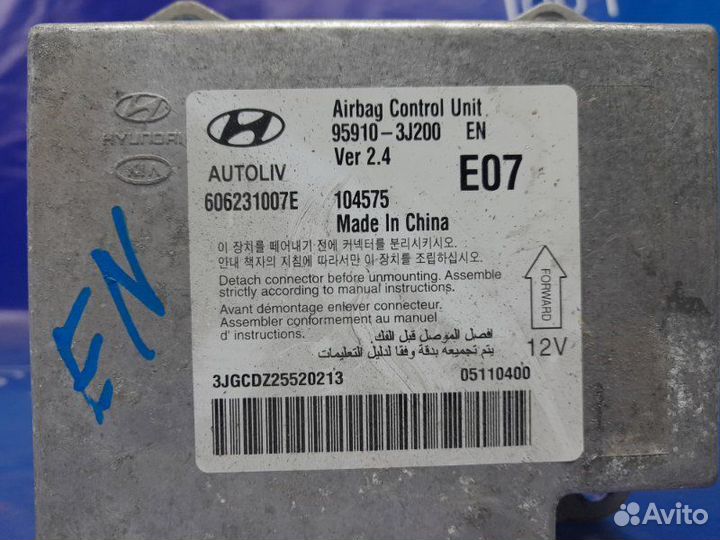 HYUNDAI
KIA
Airbag Control Unit
95910-3J200 EN
Ver 2.4
E07
AUTOLIV
606231007E 104575
Made In China
이 장치를 떼어내기 전에 커넥터를 분리시키시오.
안내 책자의 지침에 따라서만 이 장치를 조립하십시오.
Detach connector before unmounting. Assemble
strictly according to manual instructions.
Avant démontage enlever connecteur.
Assembler conformement au manuel
d' instructions.
افصل الموصل قبل الفك
يتم تجميعه بدقة وفقا لدليل التعليمات
FORWARD
12V
3JGCDZ25520213 05110400
EN
Avito